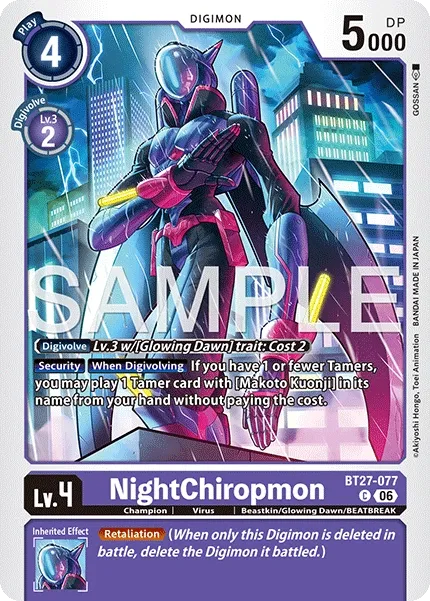 DIGIMON
Play
4
5000 DP
Digivolve
Lv.3
2
GOSSAN
SAMPLE
©Akiyoshi Hongo, Toei Animation BANDAI MADE IN JAPAN
Digivolve Lv.3 w/[Glowing Dawn] trait: Cost 2
Security When Digivolving If you have 1 or fewer Tamers,
you may play 1 Tamer card with [Makoto Kuonji] in its
name from your hand without paying the cost.
Lv.4
NightChiropmon
BT27-077
C 06
Champion | Virus | Beastkin/Glowing Dawn/BEATBREAK
Inherited Effect
Retaliation (When only this Digimon is deleted in
battle, delete the Digimon it battled.)